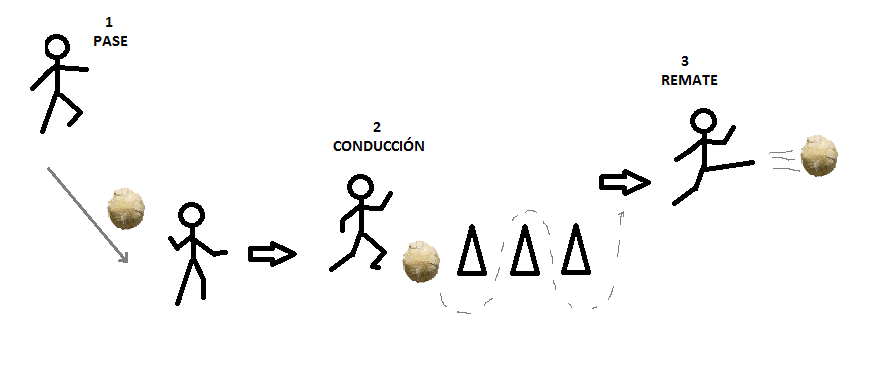 1
PASE
2
CONDUCCIÓN
3
REMATE